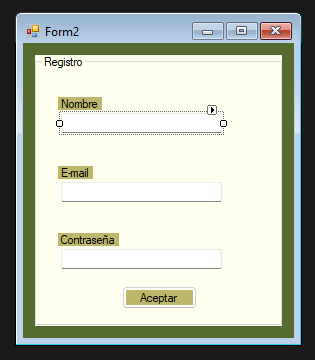 Form2
Registro
Nombre
E-mail
Contraseña
Aceptar